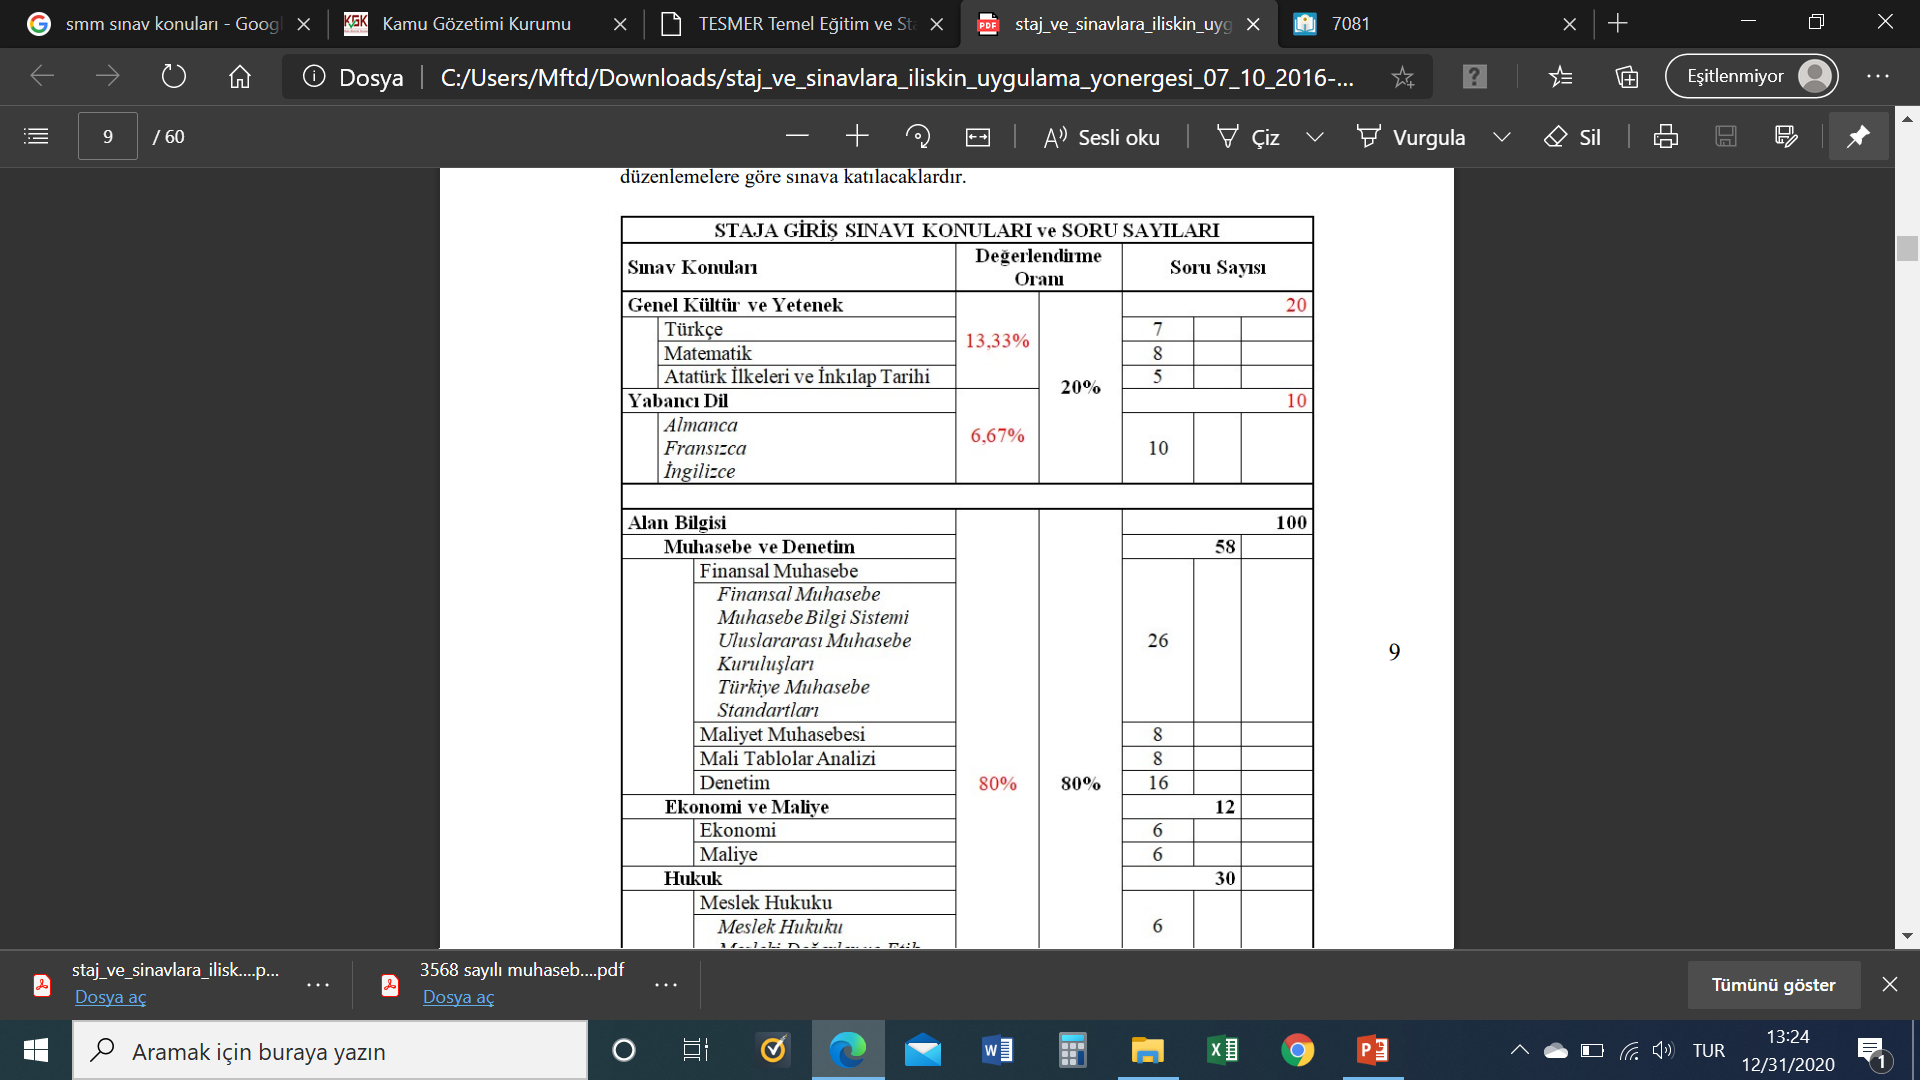 smm sınav konuları - Googl
Kamu Gözetimi Kurumu
TESMER Temel Eğitim ve Sta
staj_ve_sinavlara_iliskin_uyg
7081
Dosya
C:/Users/Mftd/Downloads/staj_ve_sinavlara_iliskin_uygulama_yonergesi_07_10_2016-...
Eşitlenmiyor
9 / 60
Sesli oku
Çiz
Vurgula
Sil
düzenlemelere göre sınava katılacaklardır.
STAJA GİRİŞ SINAVI KONULARI ve SORU SAYILARI
Sınav Konuları
Değerlendirme
Oranı
Soru Sayısı
Genel Kültür ve Yetenek
20
Türkçe
7
13,33%
Matematik
8
Atatürk İlkeleri ve İnkılap Tarihi
5
20%
Yabancı Dil
10
Almanca
6,67%
Fransızca
10
İngilizce
Alan Bilgisi
100
Muhasebe ve Denetim
58
Finansal Muhasebe
Finansal Muhasebe
Muhasebe Bilgi Sistemi
Uluslararası Muhasebe
26
Kuruluşları
Türkiye Muhasebe
Standartları
Maliyet Muhasebesi
8
Mali Tablolar Analizi
8
Denetim
80%
80%
16
Ekonomi ve Maliye
12
Ekonomi
6
Maliye
6
Hukuk
30
Meslek Hukuku
Meslek Hukuku
6
9
staj_ve_sinavlara_ilisk....p...
Dosya aç
3568 sayılı muhaseb....pdf
Dosya aç
Tümünü göster
Aramak için buraya yazın
TUR
13:24
12/31/2020
1